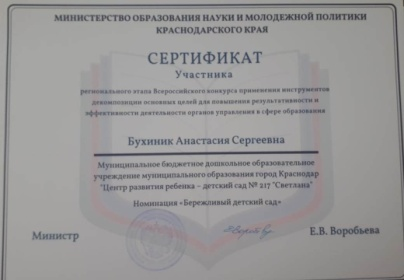 МИНИСТЕРСТВО ОБРАЗОВАНИЯ НАУКИ И МОЛОДЕЖНОЙ ПОЛИТИКИ
КРАСНОДАРСКОГО КРАЯ
СЕРТИФИКАТ
Участника
регионального этапа Всероссийского конкурса применения инструментов
декомпозиции основных целей для повышения результативности и
эффективности деятельности органов управления в сфере образования
Бухиник Анастасия Сергеевна
Муниципальное бюджетное дошкольное образовательное
учреждение муниципального образования город Краснодар
"Центр развития ребенка – детский сад № 217 "Светлана"
Номинация «Бережливый детский сад»
Министр
Е.В. Воробьева